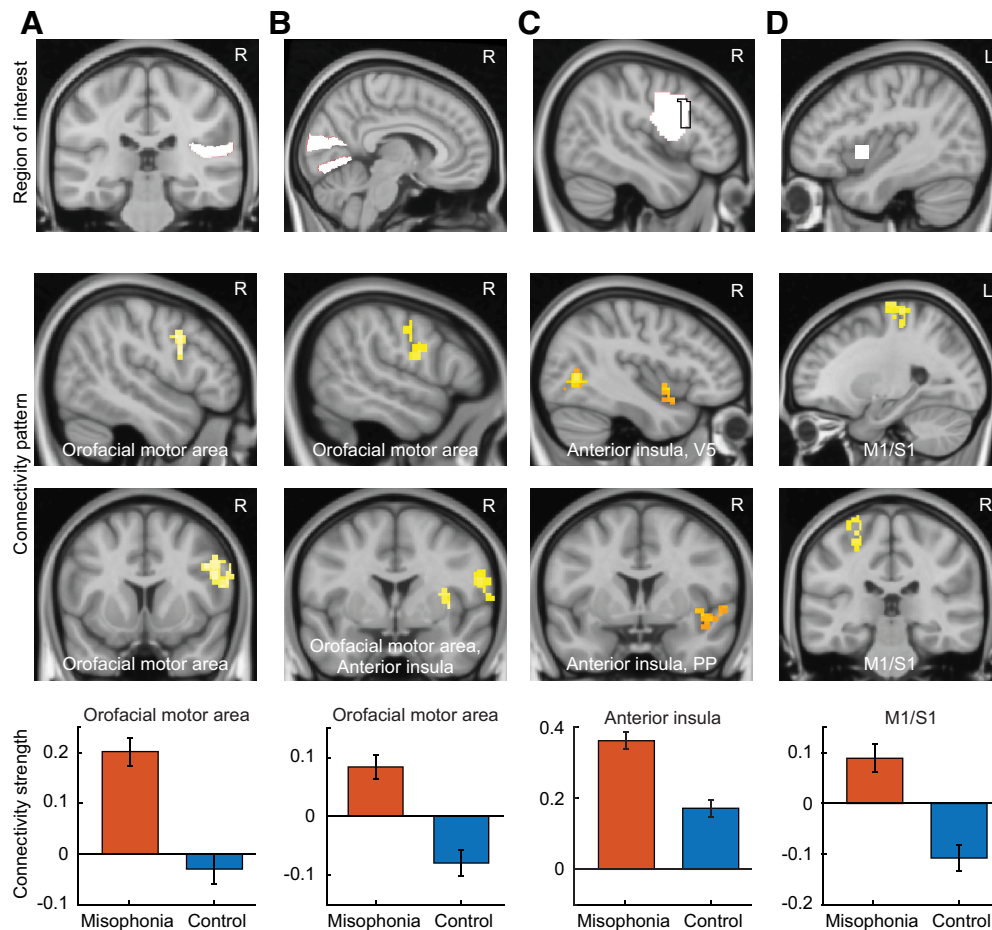 A B C D
Region of interest
R R R L
Connectivity pattern
R R R L
Orofacial motor area
Orofacial motor area
Anterior insula, V5
M1/S1
R R R R
Orofacial motor area
Orofacial motor area,
Anterior insula
Anterior insula, PP
M1/S1
Connectivity strength
Orofacial motor area
0.2
0.1
0
-0.1
Misophonia Control
Orofacial motor area
0.1
0
-0.1
Misophonia Control
Anterior insula
0.4
0.2
0
Misophonia Control
M1/S1
0.1
0
-0.1
-0.2
Misophonia Control